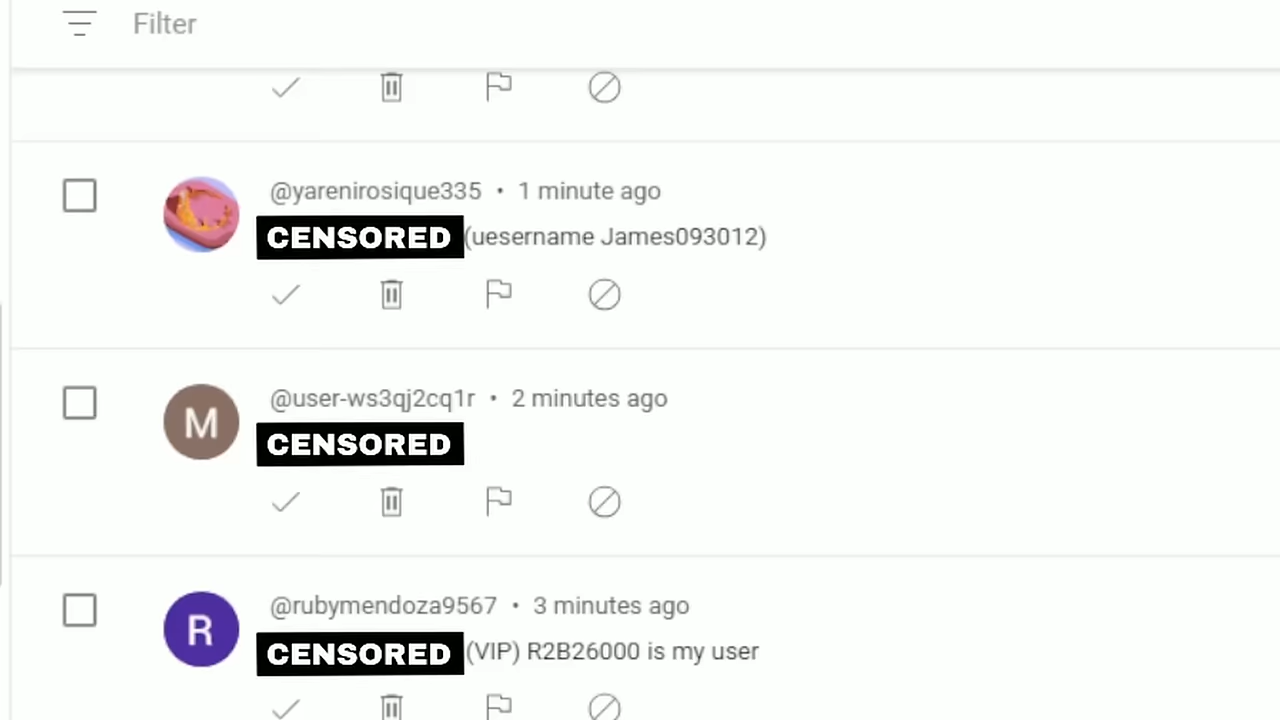 Filter
@yarenirosique335 • 1 minute ago
CENSORED (uesername James093012)
M
@user-ws3qj2cq1r • 2 minutes ago
CENSORED
R
@rubymendoza9567 • 3 minutes ago
CENSORED (VIP) R2B26000 is my user